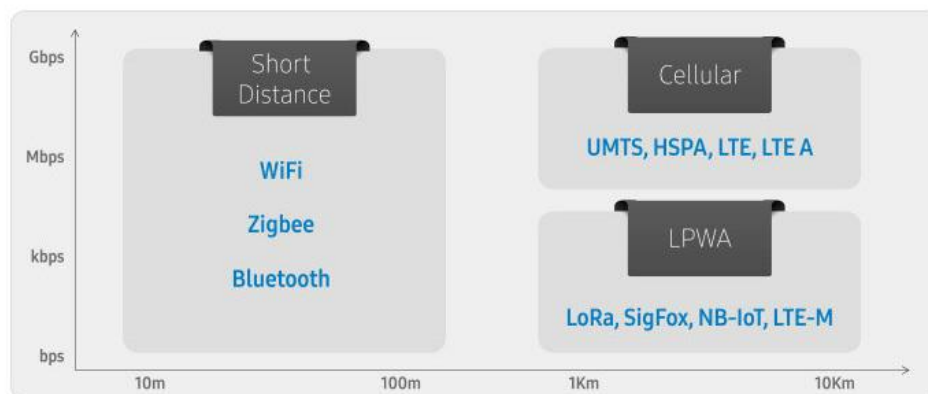 Gbps
Mbps
kbps
bps
Short
Distance
WiFi
Zigbee
Bluetooth
Cellular
UMTS, HSPA, LTE, LTE A
LPWA
LoRa, SigFox, NB-IoT, LTE-M
10m
100m
1Km
10Km